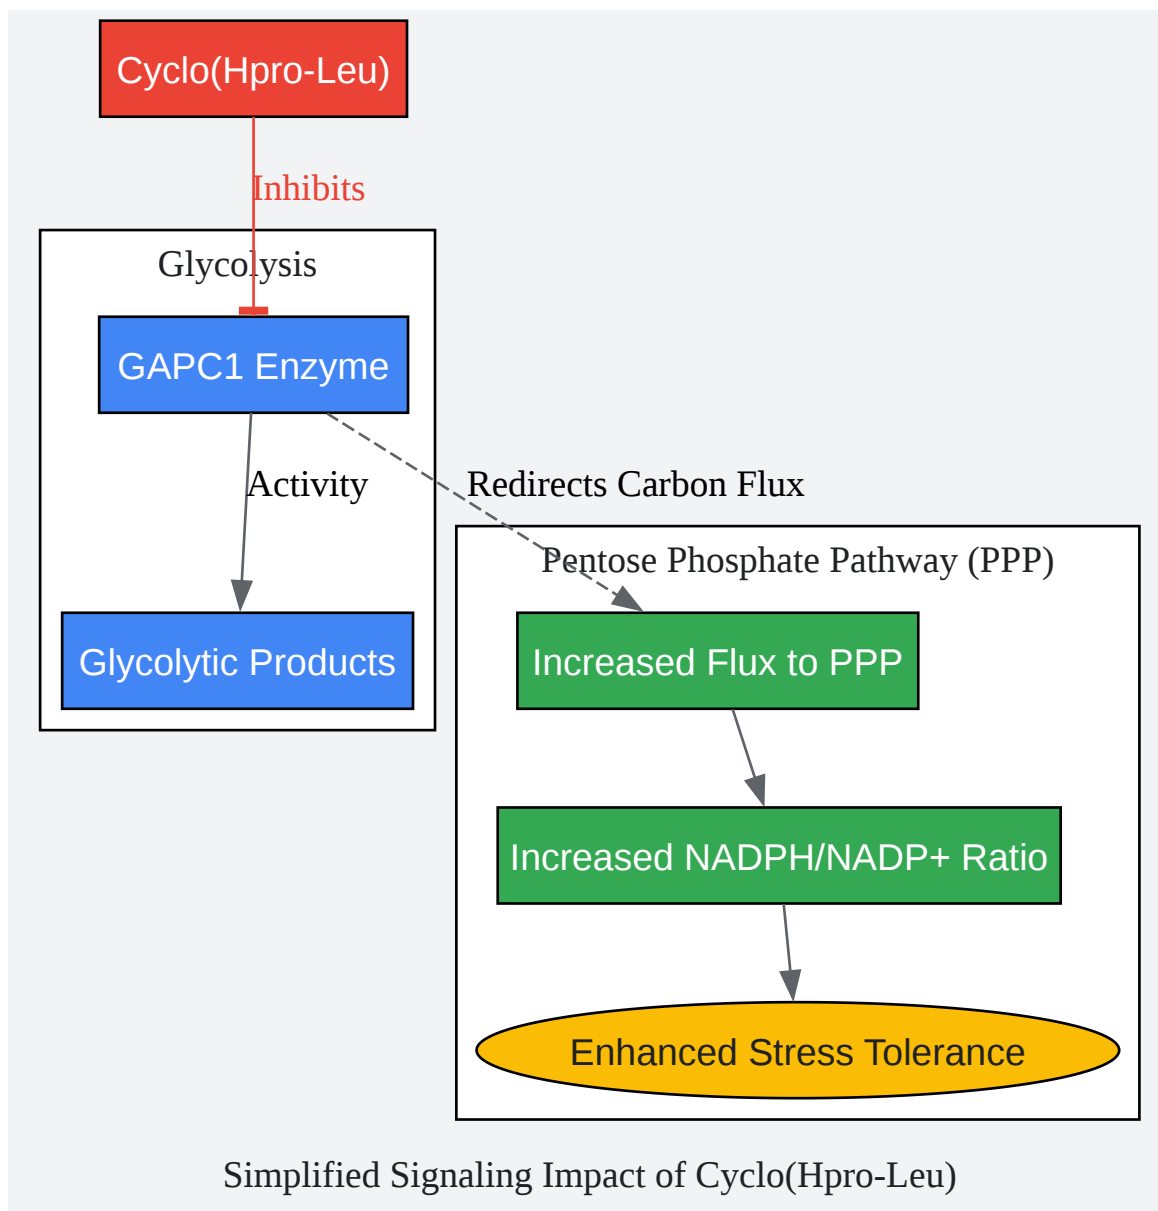 Cyclo(Hpro-Leu)
Inhibits
Glycolysis
GAPC1 Enzyme
Activity
Redirects Carbon Flux
Pentose Phosphate Pathway (PPP)
Glycolytic Products
Increased Flux to PPP
Increased NADPH/NADP+ Ratio
Enhanced Stress Tolerance
Simplified Signaling Impact of Cyclo(Hpro-Leu)